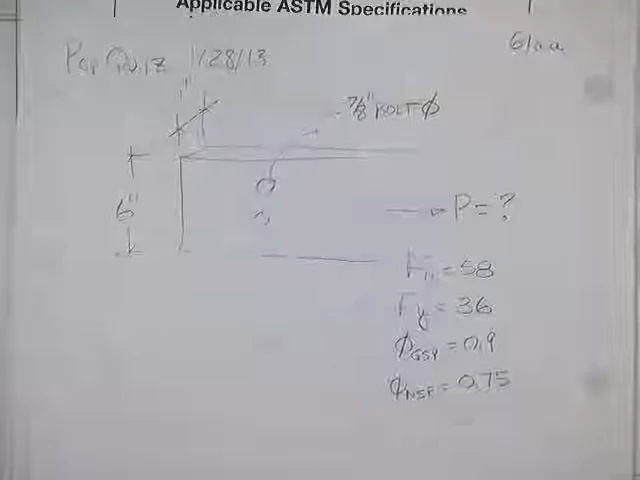 Applicable ASTM Specifications
Pop Quiz 1/28/13
1"
7/8" BOLT Φ
6"
P = ?
Fu = 58
Fy = 36
ΦGSY = 0.9
ΦNSF = 0.75